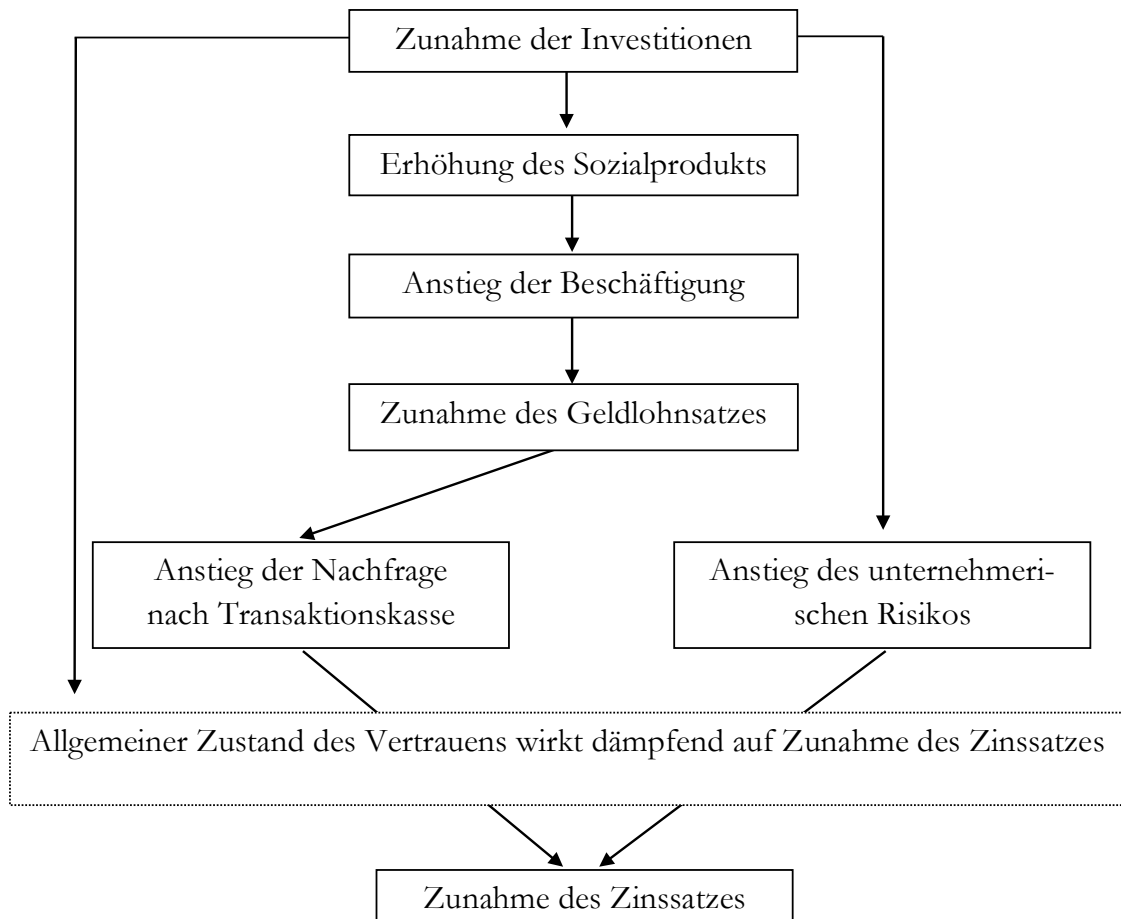 Zunahme der Investitionen
Erhöhung des Sozialprodukts
Anstieg der Beschäftigung
Zunahme des Geldlohnsatzes
Anstieg der Nachfrage
nach Transaktionskasse
Anstieg des unternehmeri-
schen Risikos
Allgemeiner Zustand des Vertrauens wirkt dämpfend auf Zunahme des Zinssatzes
Zunahme des Zinssatzes